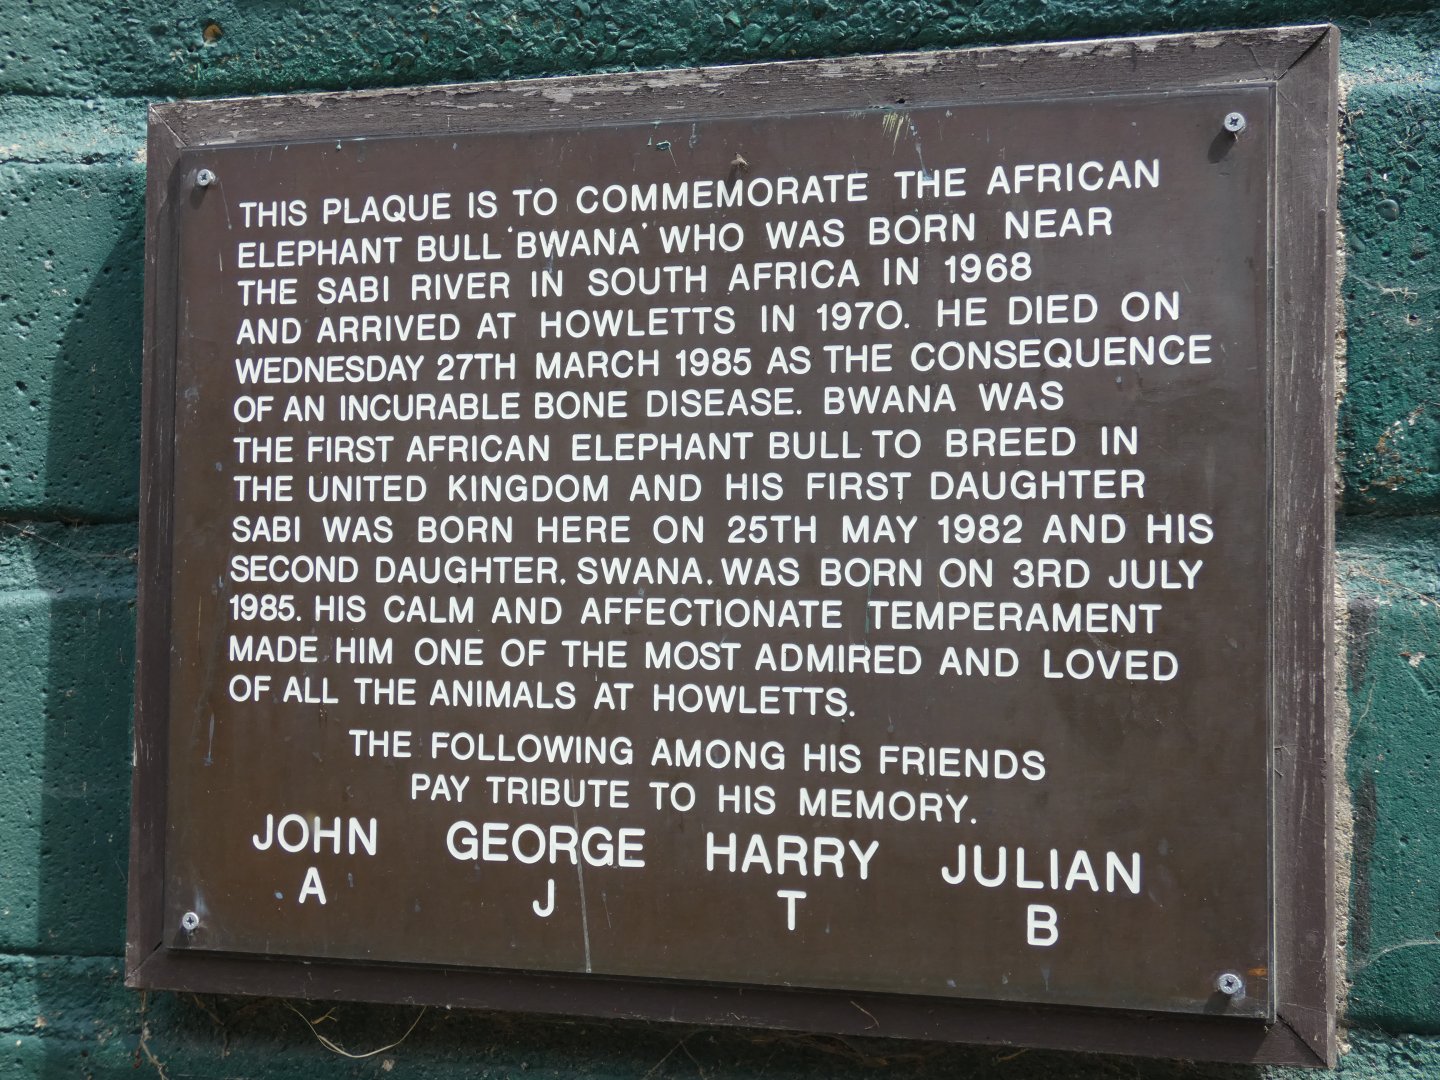 THIS PLAQUE IS TO COMMEMORATE THE AFRICAN
ELEPHANT BULL 'BWANA' WHO WAS BORN NEAR
THE SABI RIVER IN SOUTH AFRICA IN 1968
AND ARRIVED AT HOWLETTS IN 1970. HE DIED ON
WEDNESDAY 27TH MARCH 1985 AS THE CONSEQUENCE
OF AN INCURABLE BONE DISEASE. BWANA WAS
THE FIRST AFRICAN ELEPHANT BULL TO BREED IN
THE UNITED KINGDOM AND HIS FIRST DAUGHTER
SABI WAS BORN HERE ON 25TH MAY 1982 AND HIS
SECOND DAUGHTER, SWANA, WAS BORN ON 3RD JULY
1985. HIS CALM AND AFFECTIONATE TEMPERAMENT
MADE HIM ONE OF THE MOST ADMIRED AND LOVED
OF ALL THE ANIMALS AT HOWLETTS.
THE FOLLOWING AMONG HIS FRIENDS
PAY TRIBUTE TO HIS MEMORY.
JOHN GEORGE HARRY JULIAN
A J T B